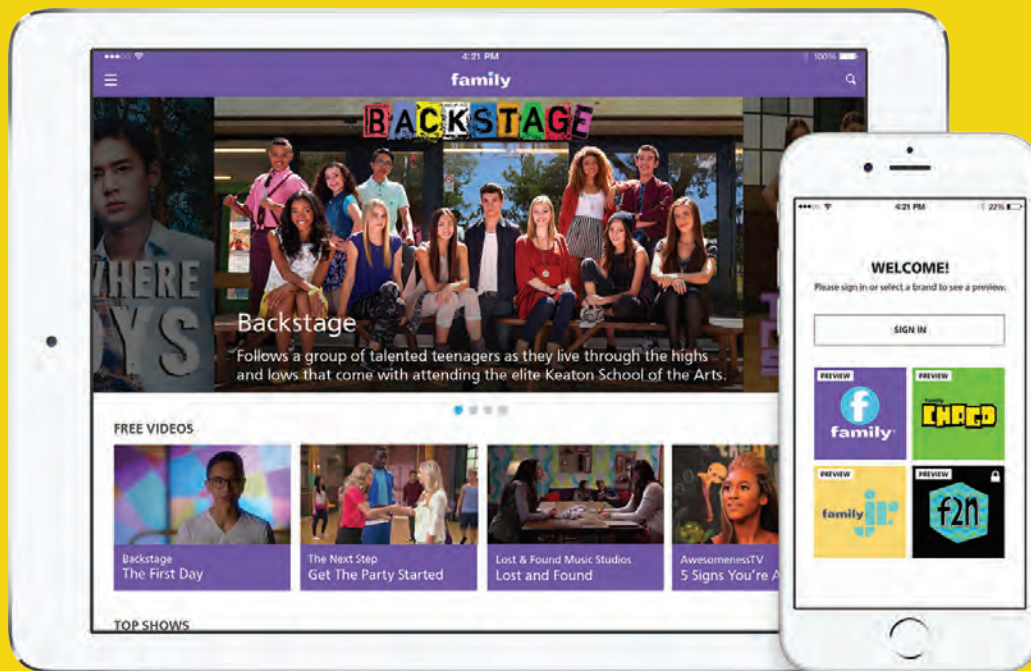 4:21 PM
100%
family
BACKSTAGE
HERE
YS
Backstage
Follows a group of talented teenagers as they live through the highs
and lows that come with attending the elite Keaton School of the Arts.
FREE VIDEOS
Backstage
The First Day
The Next Step
Get The Party Started
Lost & Found Music Studios
Lost and Found
AwesomenessTV
5 Signs You're A
TOP SHOWS
4:21 PM
22%
WELCOME!
Please sign in or select a brand to see a preview.
SIGN IN
PREVIEW
f
family
PREVIEW
family
CHRGD
PREVIEW
family
jr.
PREVIEW
f2n